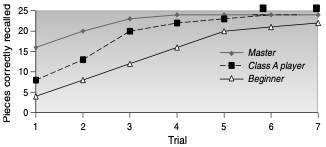 Pieces correctly recalled
25
20
15
10
5
0
Master
Class A player
Beginner
1 2 3 4 5 6 7
Trial